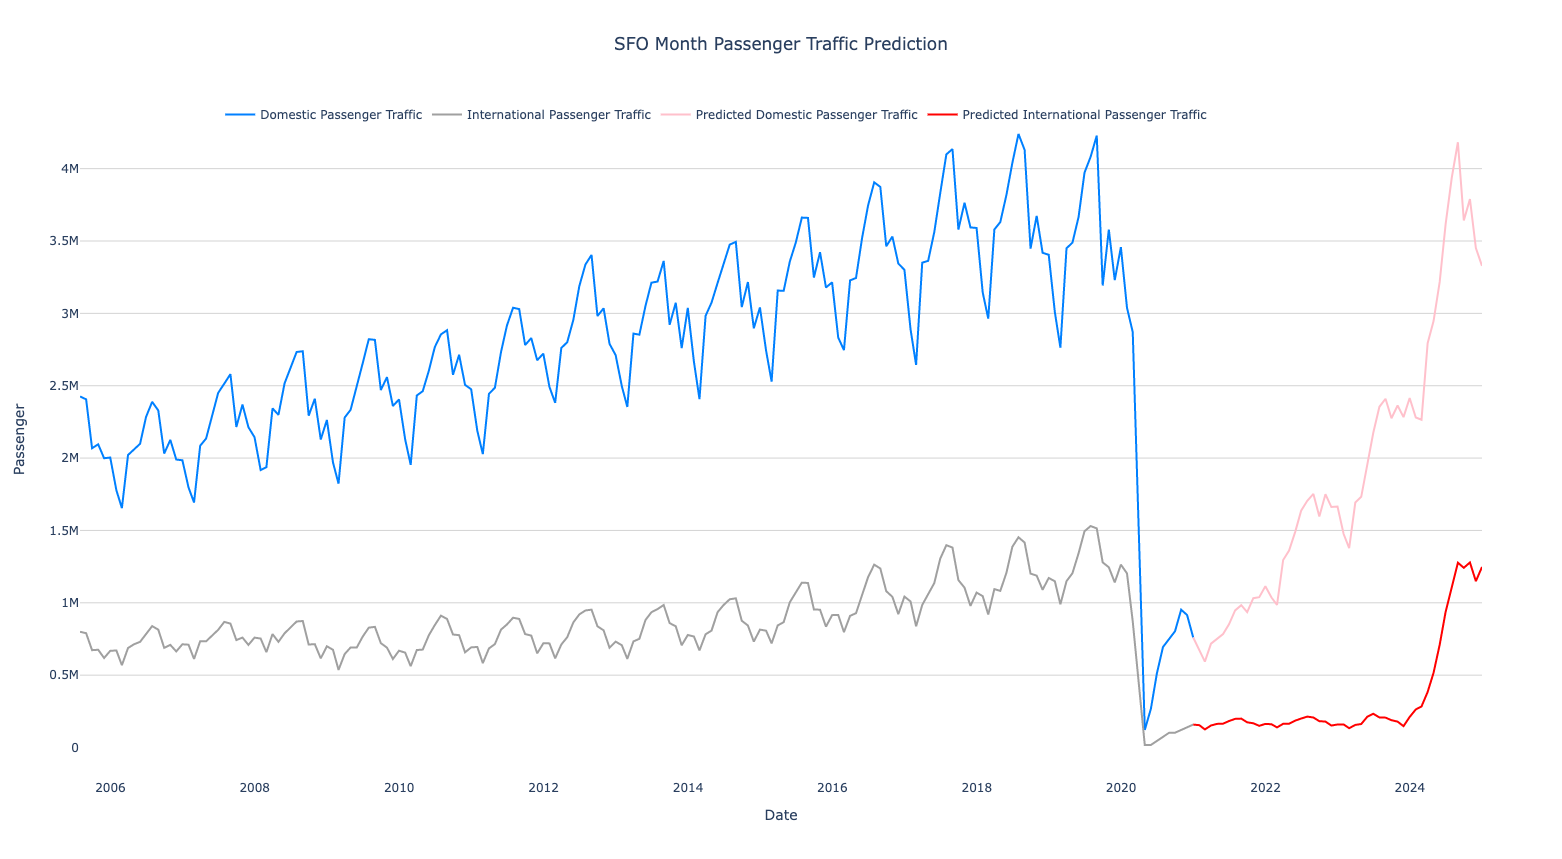 SFO Month Passenger Traffic Prediction
Domestic Passenger Traffic International Passenger Traffic Predicted Domestic Passenger Traffic Predicted International Passenger Traffic
4M
3.5M
3M
2.5M
2M
1.5M
1M
0.5M
0
Passenger
2006 2008 2010 2012 2014 2016 2018 2020 2022 2024
Date